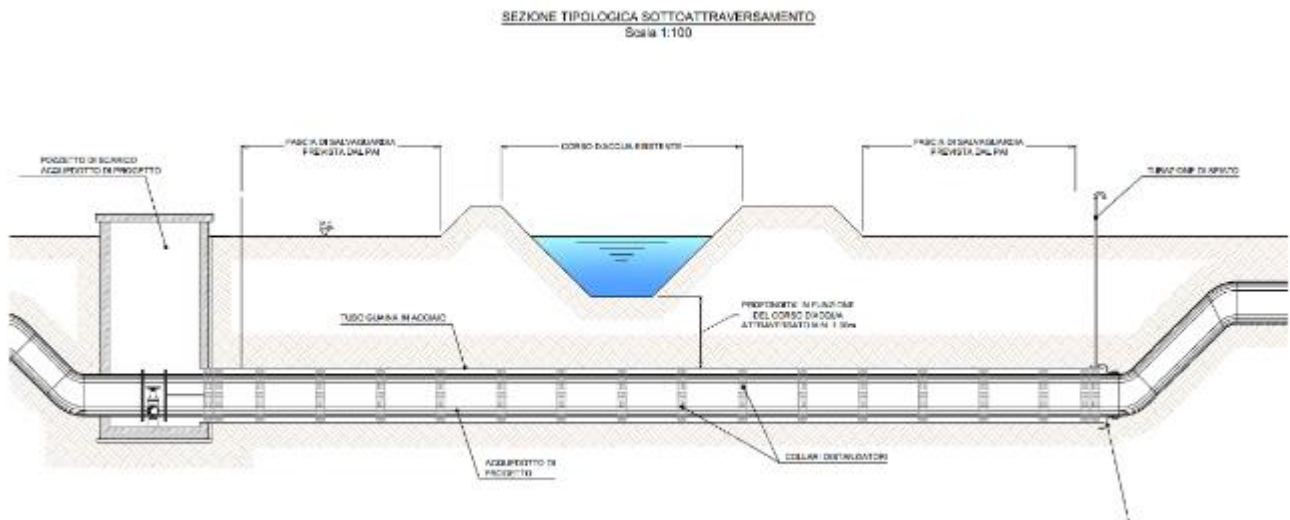 SEZIONE TIPOLOGICA SOTTOATTRAVERSAMENTO
Scala 1:100
FASCIA DI SALVAGUARDIA
PREVISTA DAL PAI
CORSO D'ACQUA ESISTENTE
FASCIA DI SALVAGUARDIA
PREVISTA DAL PAI
POZZETTO DI SCARICO
ACQUEDOTTO DI PROGETTO
TUBAZIONE DI SFIATO
PROFONDITA' IN FUNZIONE
DEL CORSO D'ACQUA
ATTRAVERSATO MIN.
TUBO GUAINA IN ACCIAIO
ACQUEDOTTO DI
PROGETTO
COLLARI DISTANZIATORI